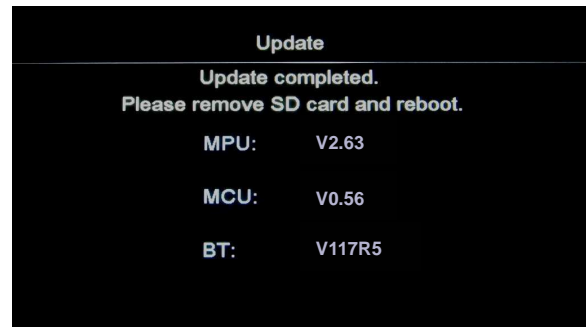 Update
Update completed.
Please remove SD card and reboot.
MPU: V2.63
MCU: V0.56
BT: V117R5